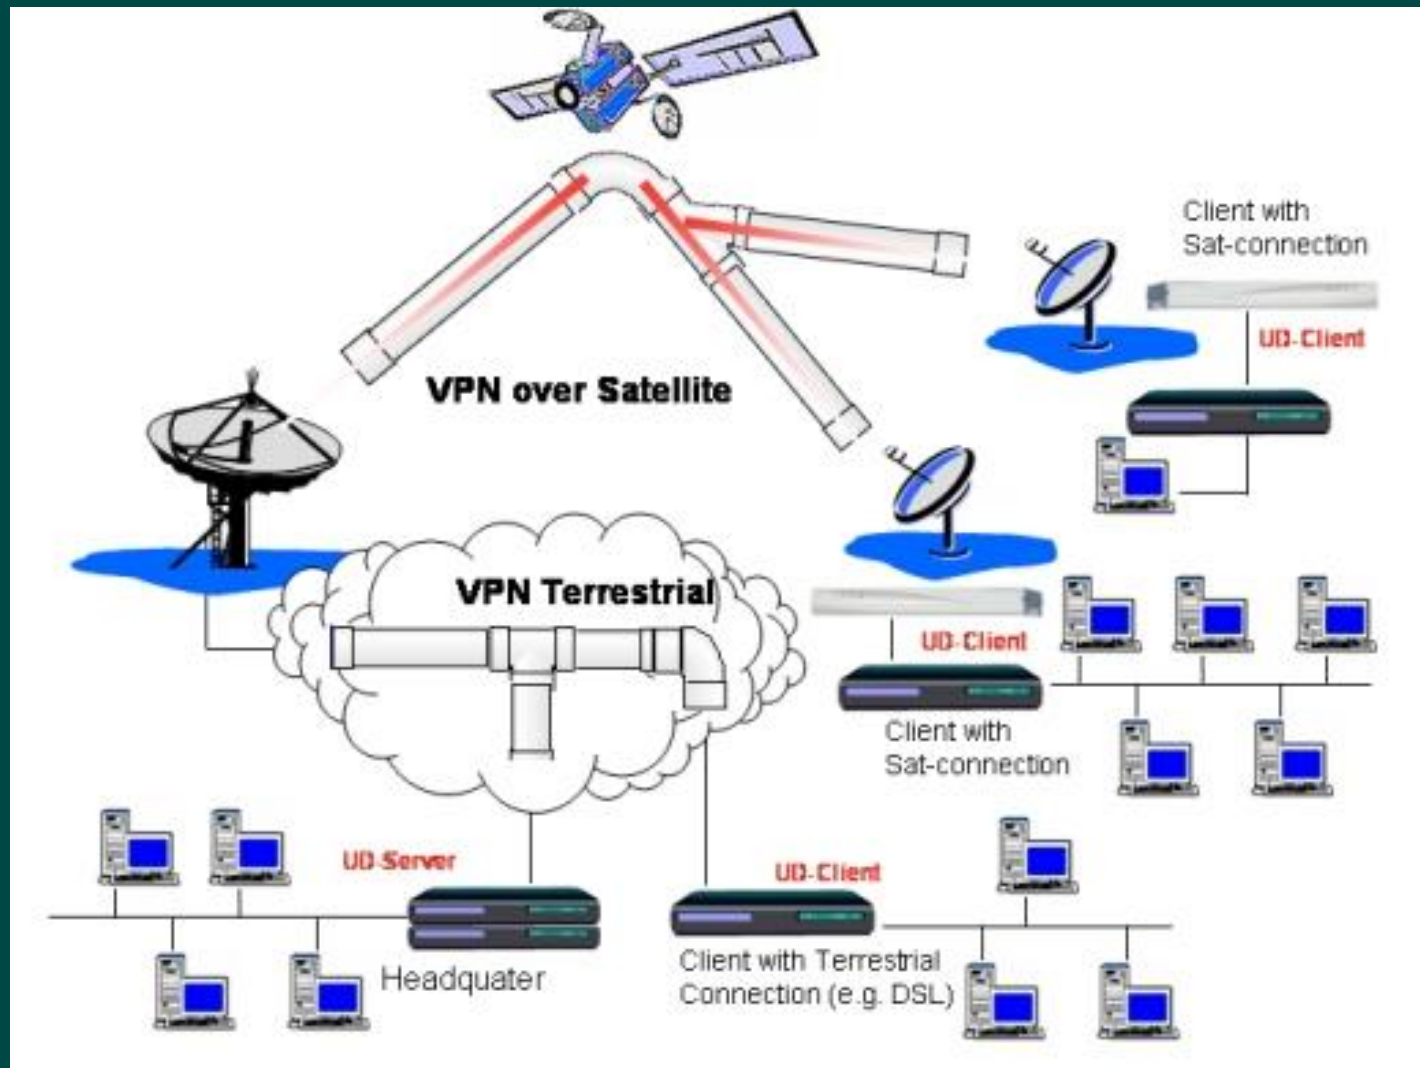 Client with
Sat-connection
UD-Client
VPN over Satellite
VPN Terrestrial
UD-Client
Client with
Sat-connection
UD-Server
UD-Client
Headquater
Client with Terrestrial
Connection (e.g. DSL)